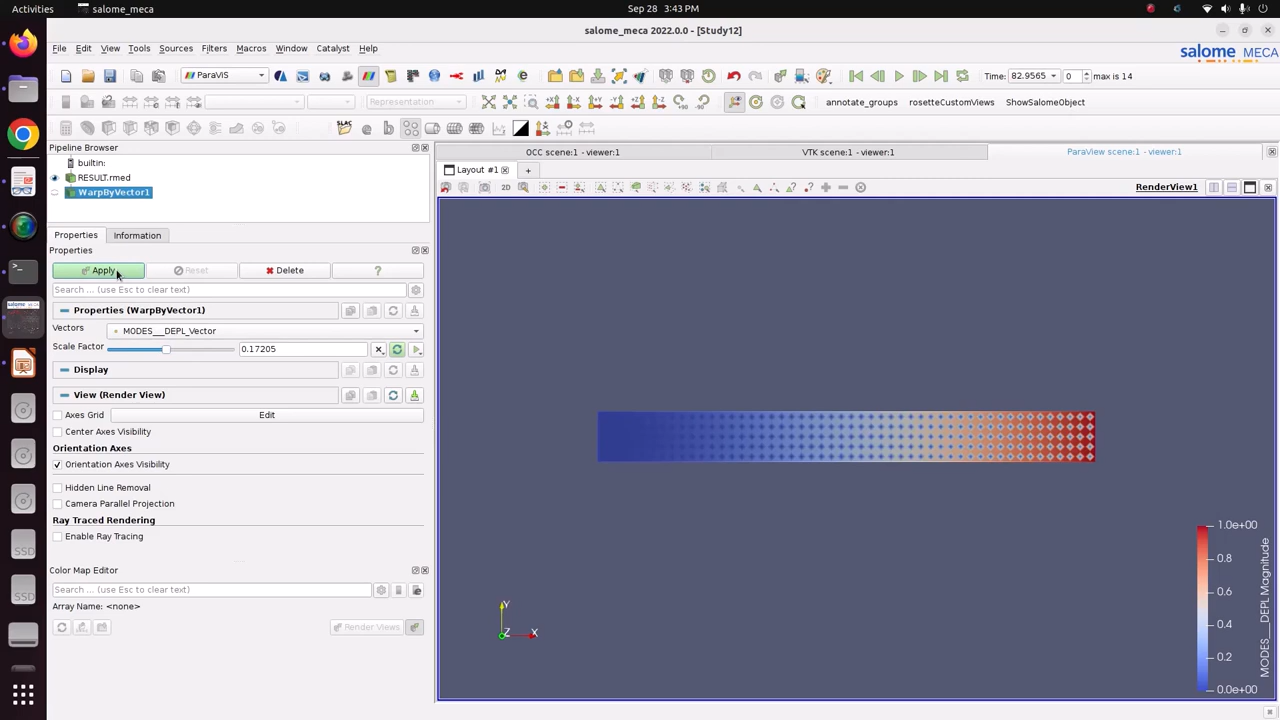 Activities
salome_meca
Sep 28 3:43 PM
salome_meca 2022.0.0 - [Study12]
File Edit View Tools Sources Filters Macros Window Catalyst Help
salome MECA
ParaViS
Time: 82.9565 0 max is 14
Representation
annotate_groups rosetteCustomViews ShowSalomeObject
SLAC
Pipeline Browser
OCC scene:1 - viewer:1
VTK scene:1 - viewer:1
ParaView scene:1 - viewer:1
builtin:
RESULT.rmed
WarpByVector1
Layout #1
+
RenderView1
Properties Information
Properties
Apply Reset Delete ?
Search ... (use Esc to clear text)
Properties (WarpByVector1)
Vectors MODES___DEPL_Vector
Scale Factor 0.17205
Display
View (Render View)
Axes Grid Edit
Center Axes Visibility
Orientation Axes
Orientation Axes Visibility
Hidden Line Removal
Camera Parallel Projection
Ray Traced Rendering
Enable Ray Tracing
Color Map Editor
Search ... (use Esc to clear text)
Array Name: <none>
Render Views
Y
Z X
1.0e+00
0.8
0.6
0.4
0.2
0.0e+00
MODES___DEPL Magnitude
SSD
SSD